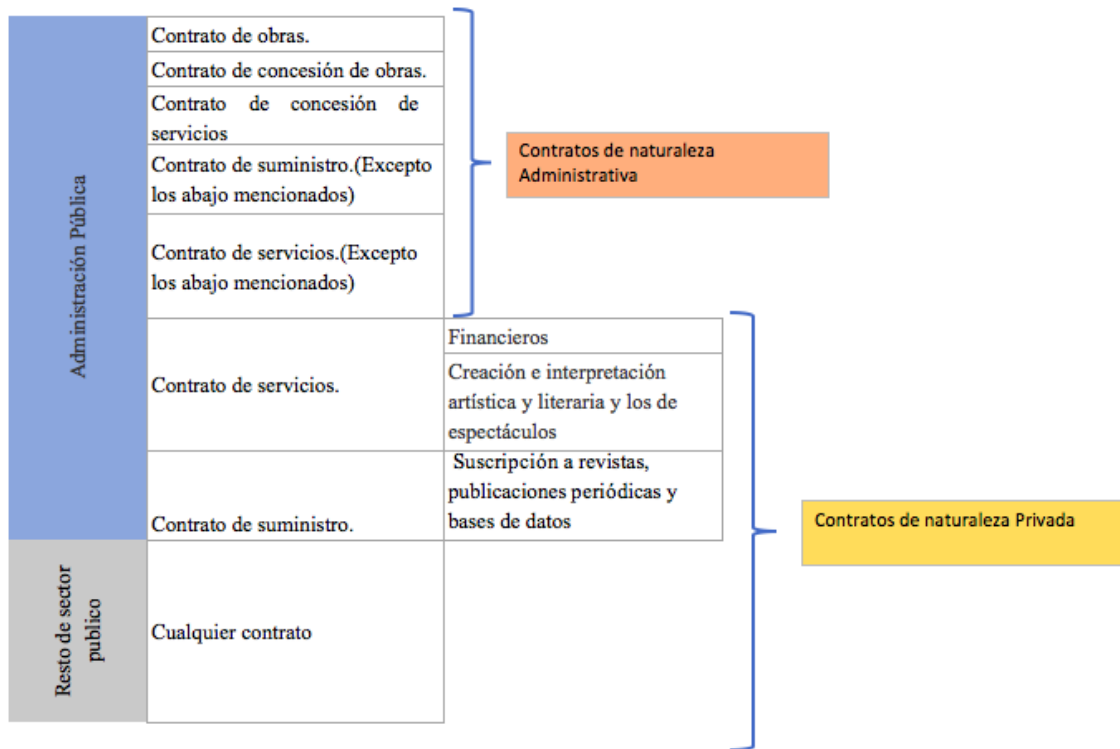 Administración Pública
Contrato de obras.
Contrato de concesión de obras.
Contrato de concesión de
servicios
Contrato de suministro.(Excepto
los abajo mencionados)
Contrato de servicios.(Excepto
los abajo mencionados)
Contratos de naturaleza
Administrativa
Contrato de servicios.
Financieros
Creación e interpretación
artística y literaria y los de
espectáculos
Contrato de suministro.
Suscripción a revistas,
publicaciones periódicas y
bases de datos
Contratos de naturaleza Privada
Resto de sector
publico
Cualquier contrato